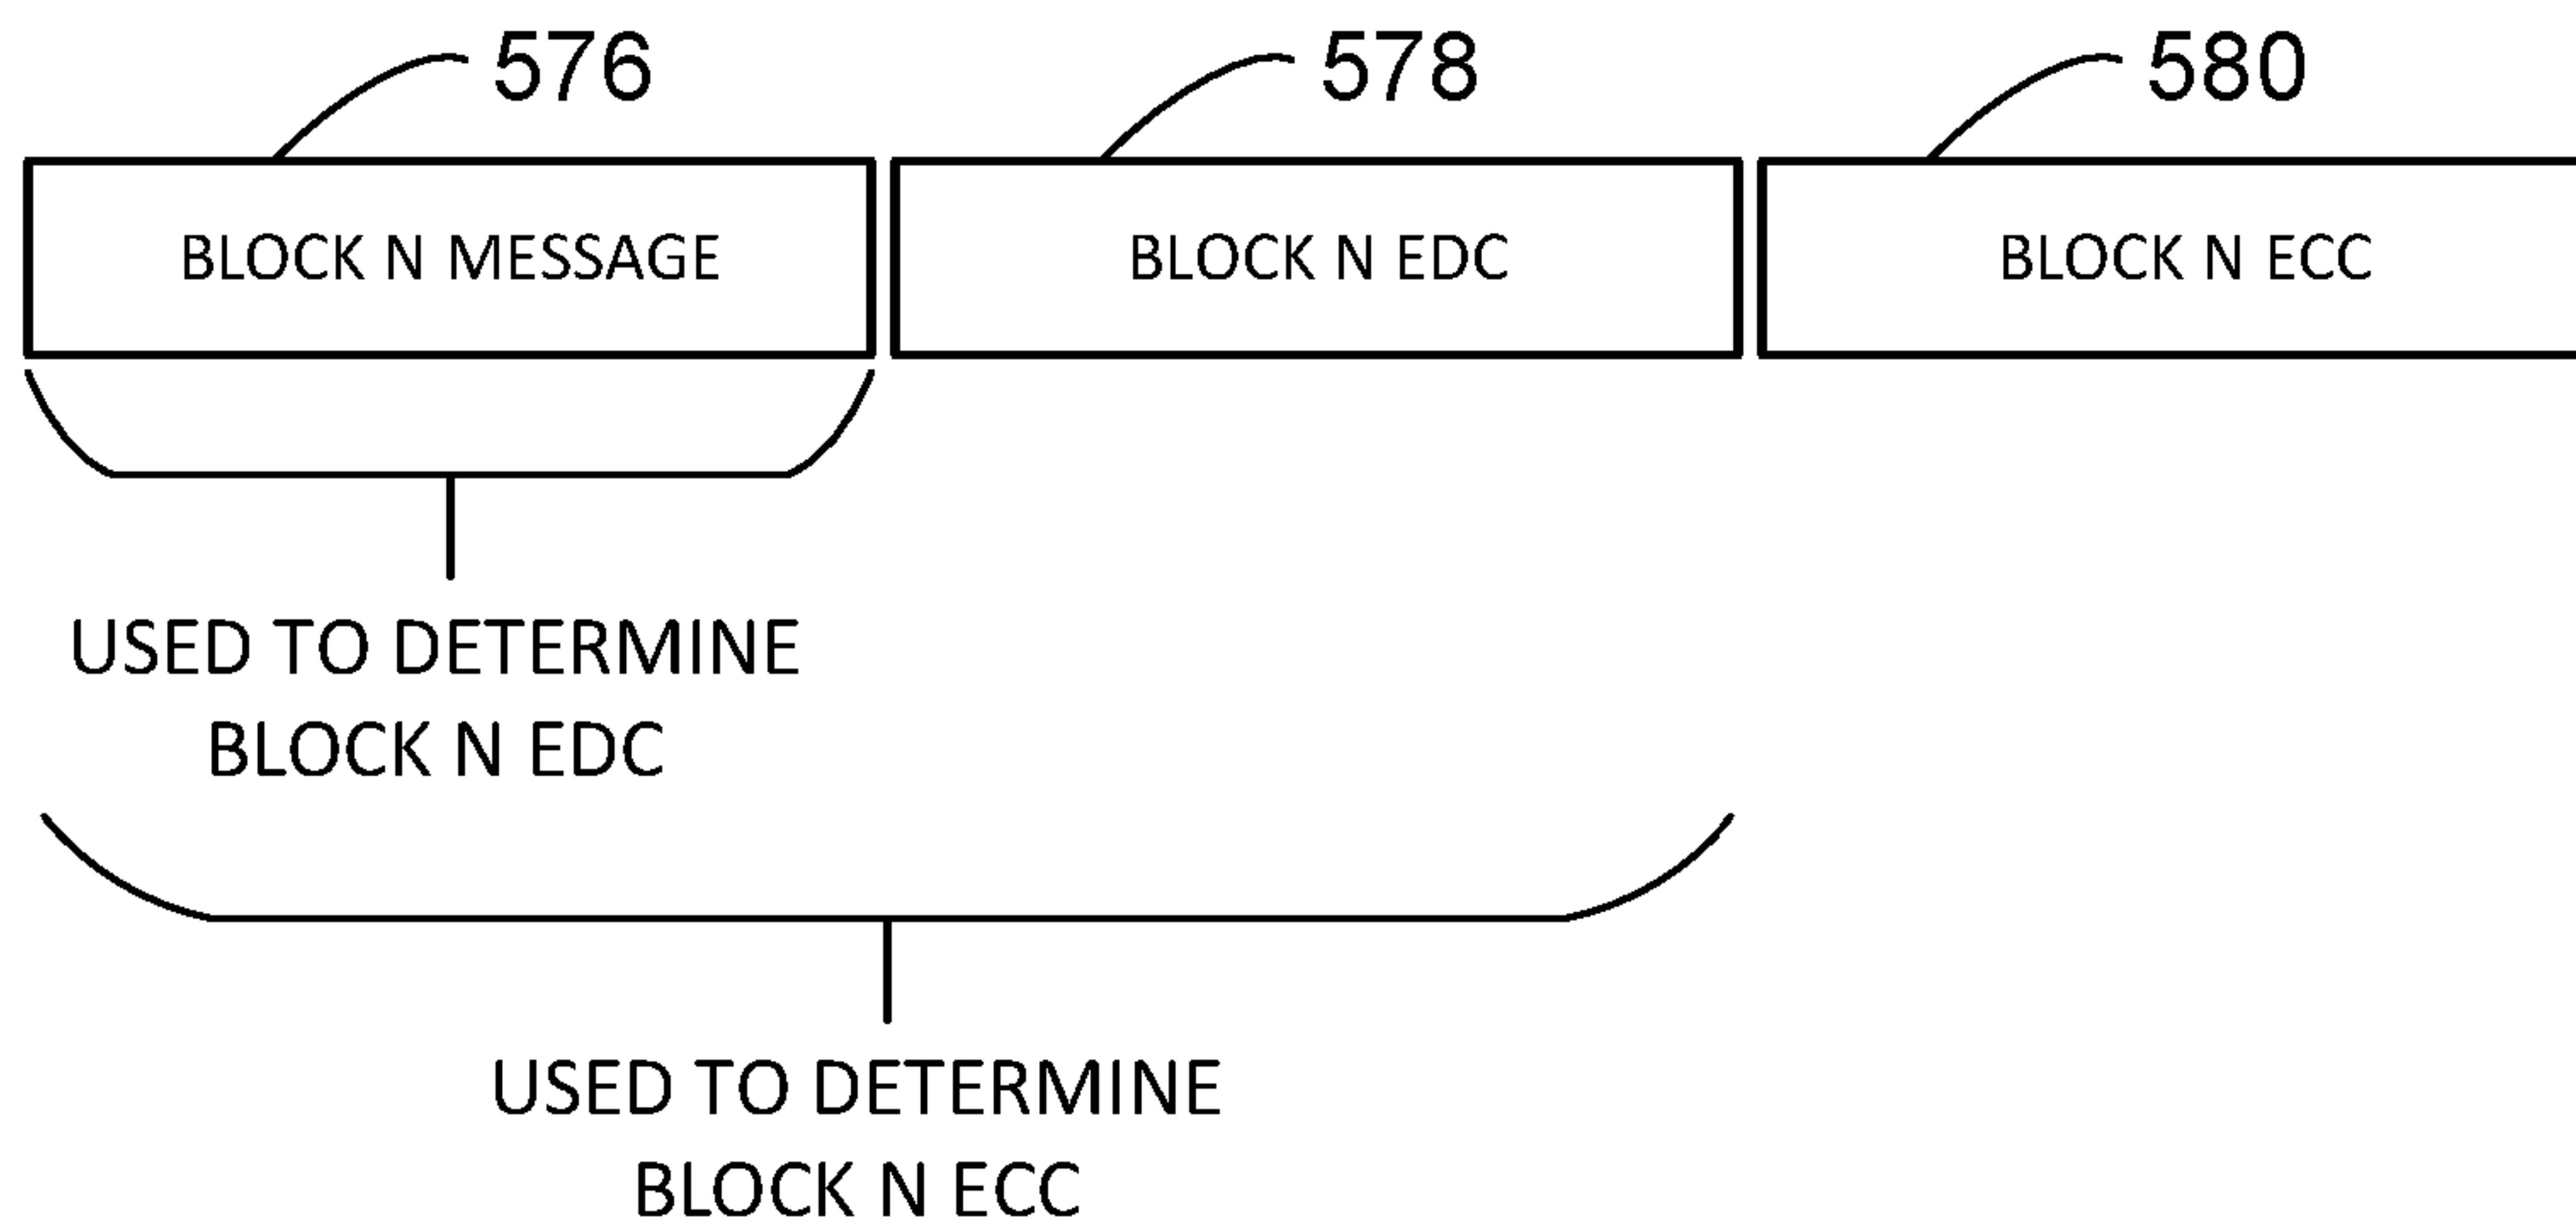 576 578 580
BLOCK N MESSAGE BLOCK N EDC BLOCK N ECC
USED TO DETERMINE
BLOCK N EDC
USED TO DETERMINE
BLOCK N ECC